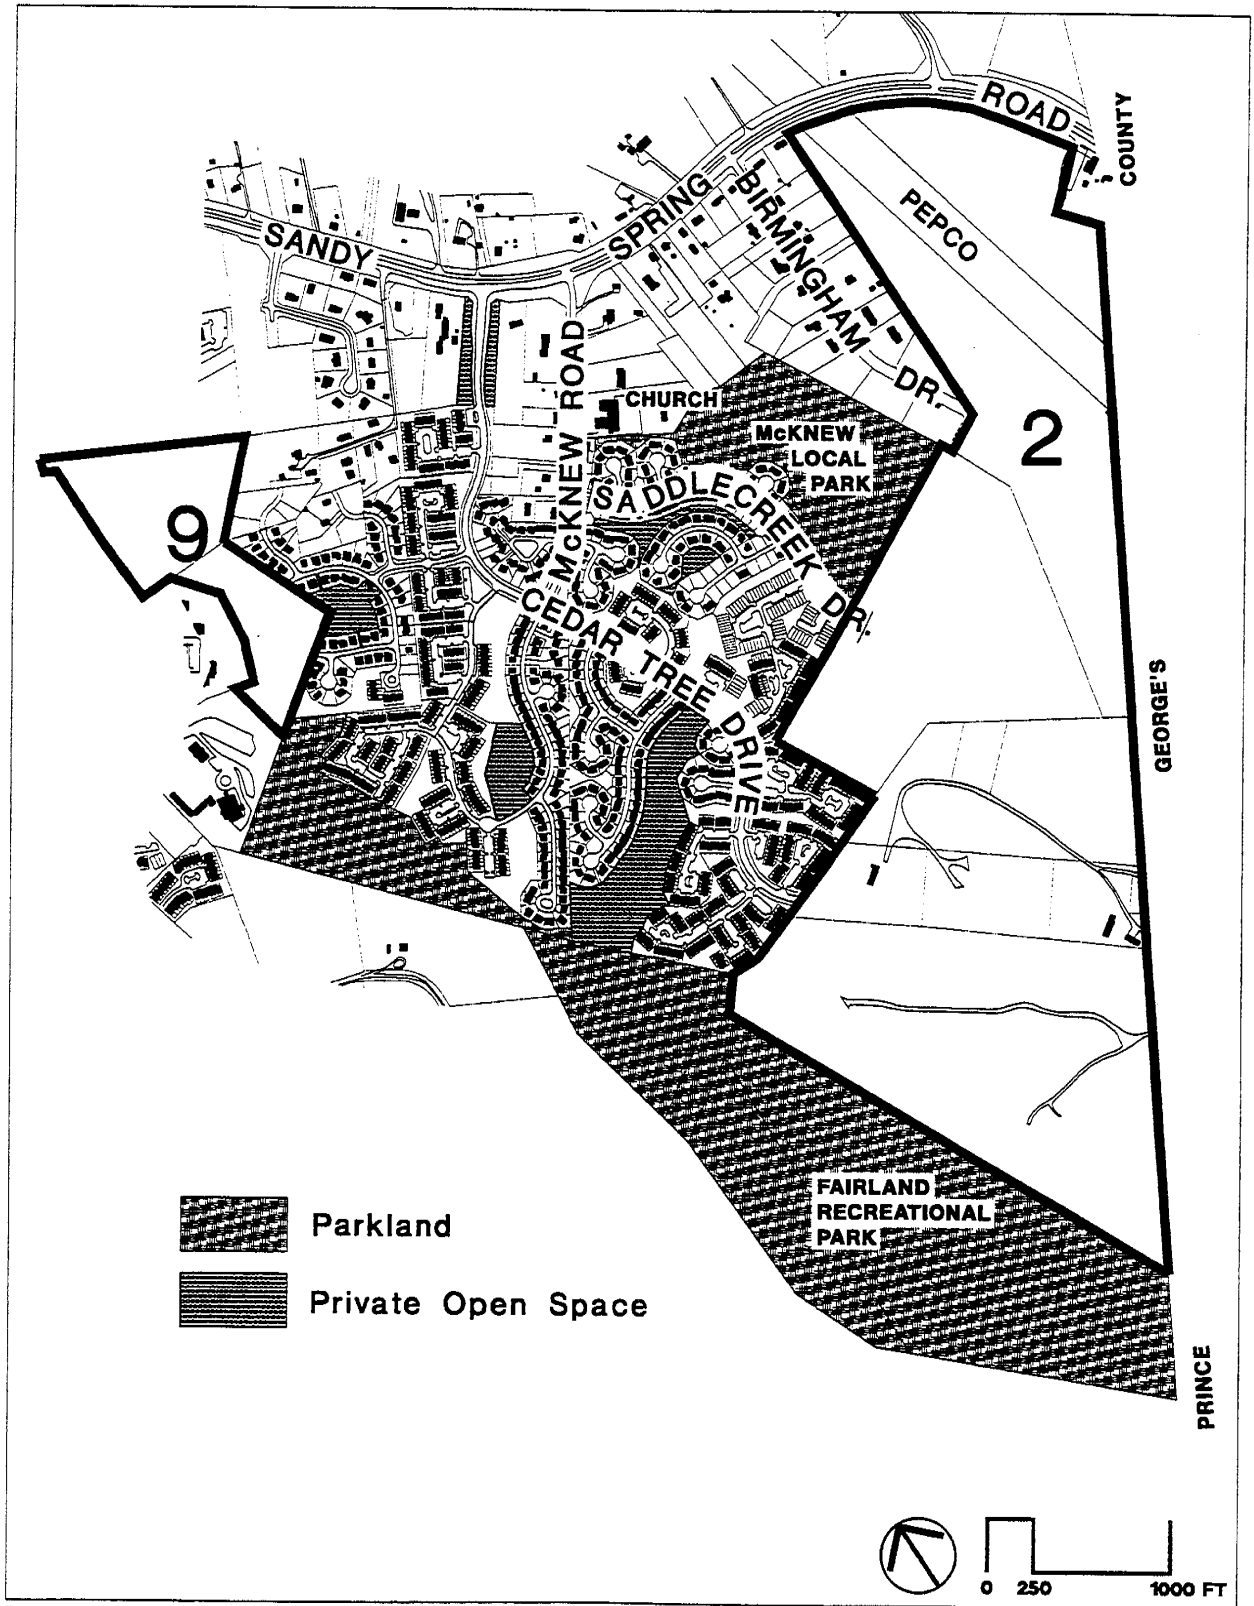 ROAD
COUNTY
PEPCO
SANDY
SPRING
BIRMINGHAM
DR.
McKNEW ROAD
CHURCH
2
McKNEW
LOCAL
PARK
9
SADDLECREEK DR.
McKNEW
CEDAR TREE DRIVE
GEORGE'S
FAIRLAND
RECREATIONAL
PARK
Parkland
Private Open Space
PRINCE
0 250 1000 FT